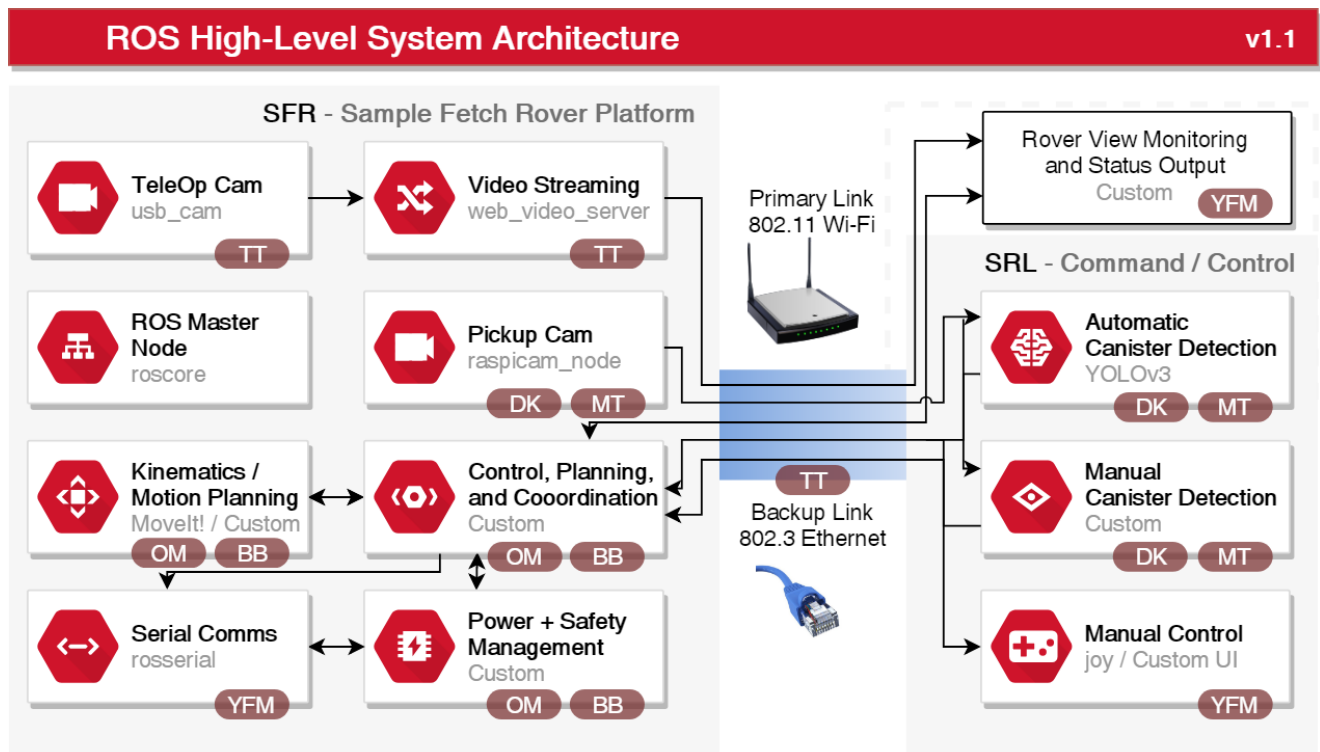 ROS High-Level System Architecture
v1.1
SFR - Sample Fetch Rover Platform
TeleOp Cam
usb_cam
TT
Video Streaming
web_video_server
TT
ROS Master
Node
roscore
Pickup Cam
raspicam_node
DK
MT
Kinematics /
Motion Planning
MoveIt! / Custom
OM
BB
Control, Planning,
and Cooordination
Custom
OM
BB
Serial Comms
rosserial
YFM
Power + Safety
Management
Custom
OM
BB
Primary Link
802.11 Wi-Fi
TT
Backup Link
802.3 Ethernet
Rover View Monitoring
and Status Output
Custom
YFM
SRL - Command / Control
Automatic
Canister Detection
YOLOv3
DK
MT
Manual
Canister Detection
Custom
DK
MT
Manual Control
joy / Custom UI
YFM